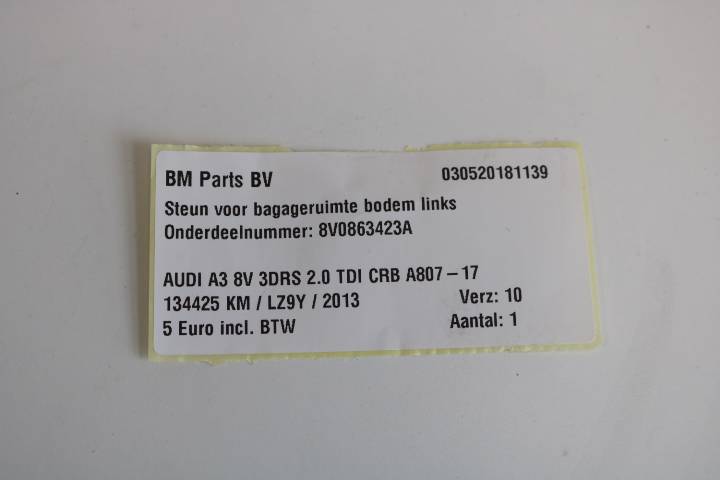 BM Parts BV 030520181139
Steun voor bagageruimte bodem links
Onderdeelnummer: 8V0863423A
AUDI A3 8V 3DRS 2.0 TDI CRB A807 – 17
134425 KM / LZ9Y / 2013 Verz: 10
5 Euro incl. BTW Aantal: 1